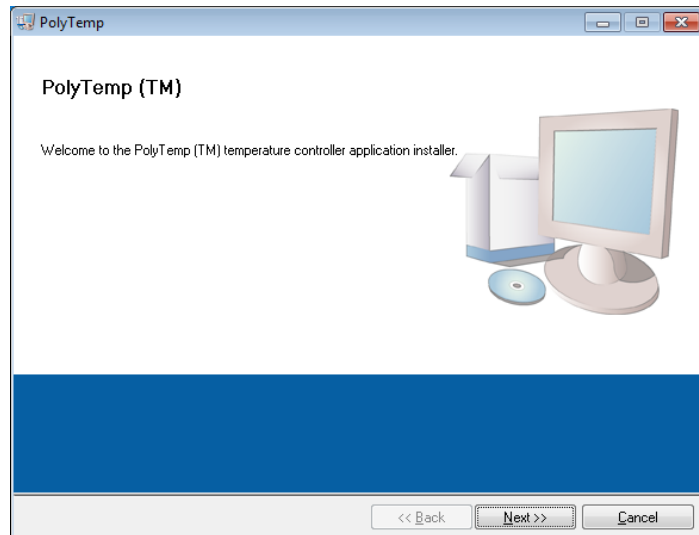 PolyTemp
PolyTemp (TM)
Welcome to the PolyTemp (TM) temperature controller application installer.
<< Back
Next >>
Cancel